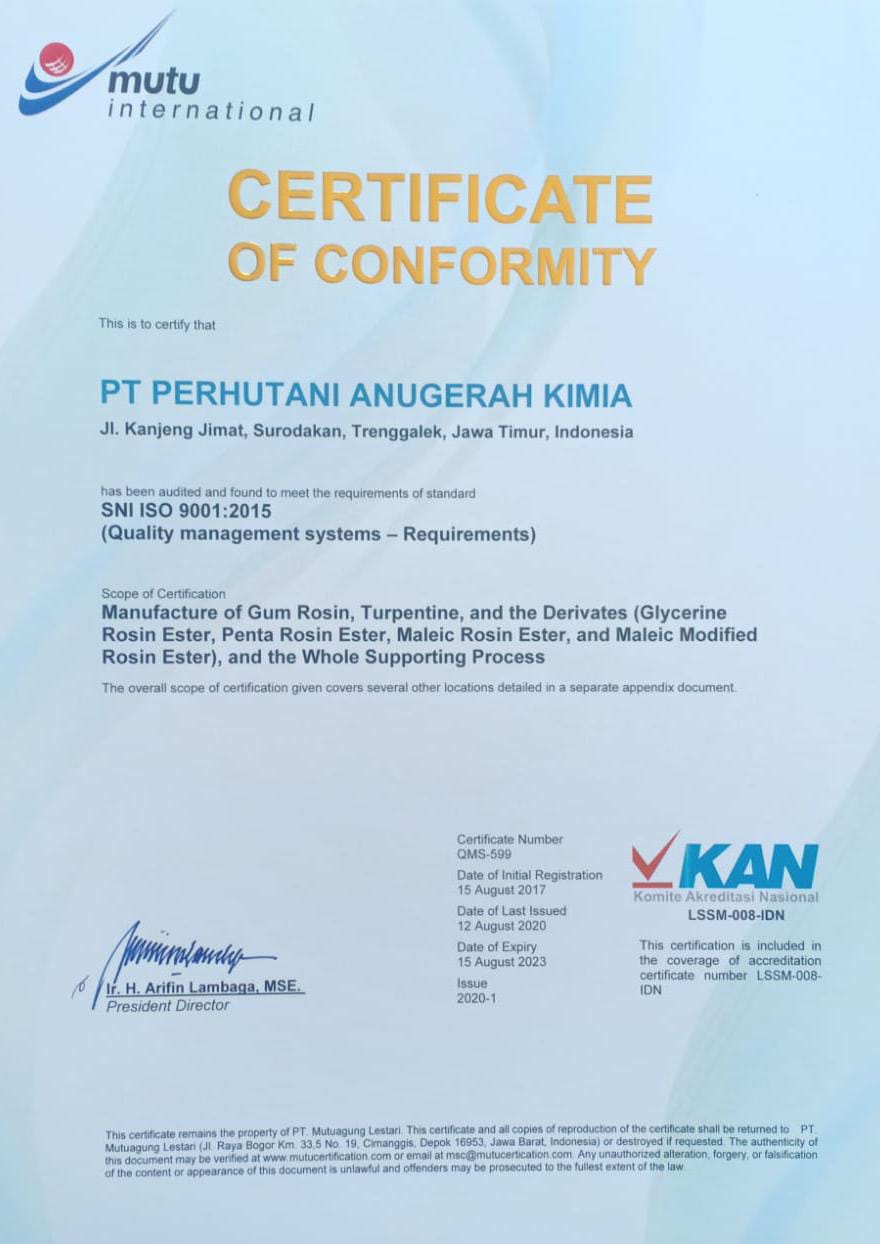 mutu
international
CERTIFICATE
OF CONFORMITY
This is to certify that
PT PERHUTANI ANUGERAH KIMIA
Jl. Kanjeng Jimat, Surodakan, Trenggalek, Jawa Timur, Indonesia
has been audited and found to meet the requirements of standard
SNI ISO 9001:2015
(Quality management systems – Requirements)
Scope of Certification
Manufacture of Gum Rosin, Turpentine, and the Derivates (Glycerine
Rosin Ester, Penta Rosin Ester, Maleic Rosin Ester, and Maleic Modified
Rosin Ester), and the Whole Supporting Process
The overall scope of certification given covers several other locations detailed in a separate appendix document.
Ir. H. Arifin Lambaga, MSE.
President Director
Certificate Number
QMS-599
Date of Initial Registration
15 August 2017
Date of Last Issued
12 August 2020
Date of Expiry
15 August 2023
Issue
2020-1
KAN
Komite Akreditasi Nasional
LSSM-008-IDN
This certification is included in
the coverage of accreditation
certificate number LSSM-008-
IDN
This certificate remains the property of PT. Mutuagung Lestari. This certificate and all copies of reproduction of the certificate shall be returned to PT.
Mutuagung Lestari (Jl. Raya Bogor Km. 33,5 No. 19, Cimanggis, Depok 16953, Jawa Barat, Indonesia) or destroyed if requested. The authenticity of
this document may be verified at www.mutucertification.com or email at msc@mutucertication.com. Any unauthorized alteration, forgery, or falsification
of the content or appearance of this document is unlawful and offenders may be prosecuted to the fullest extent of the law.